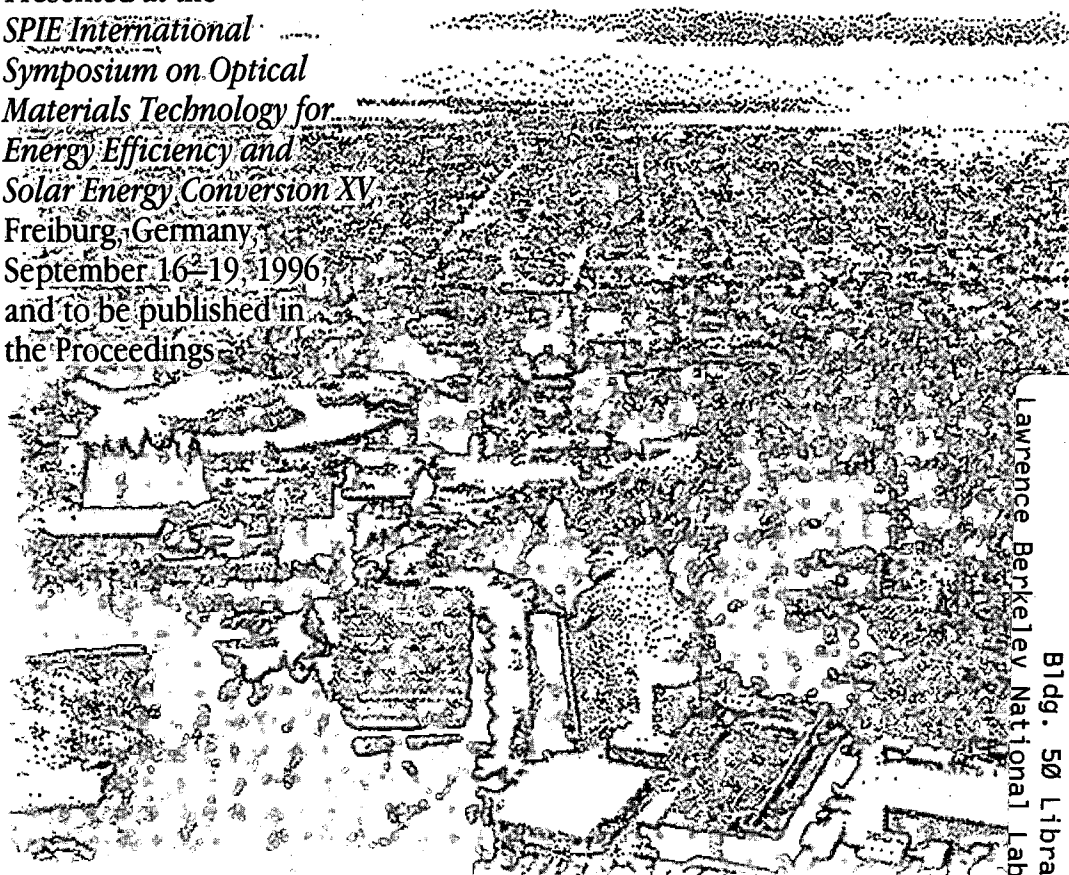 Presented at the
SPIE International
Symposium on Optical
Materials Technology for
Energy Efficiency and
Solar Energy Conversion XV,
Freiburg, Germany,
September 16–19, 1996
and to be published in
the Proceedings
Bldg. 50 Libra
Lawrence Berkeley National Lab